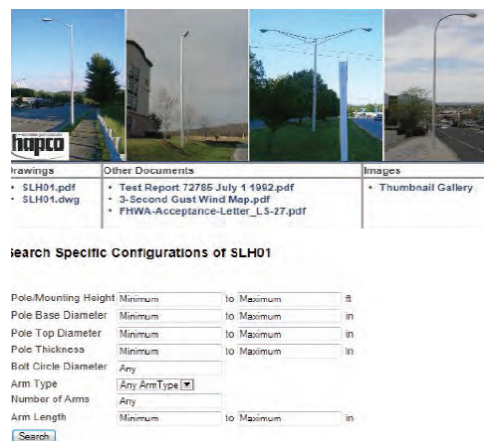 hapco
Drawings Other Documents Images
• SLH01.pdf • Test Report 72785 July 1 1992.pdf • Thumbnail Gallery
• SLH01.dwg • 3-Second Gust Wind Map.pdf
• FHWA-Acceptance-Letter_LS-27.pdf
Search Specific Configurations of SLH01
Pole/Mounting Height Minimum to Maximum ft
Pole Base Diameter Minimum to Maximum in
Pole Top Diameter Minimum to Maximum in
Pole Thickness Minimum to Maximum in
Bolt Circle Diameter Any
Arm Type Any ArmType
Number of Arms Any
Arm Length Minimum to Maximum in
Search